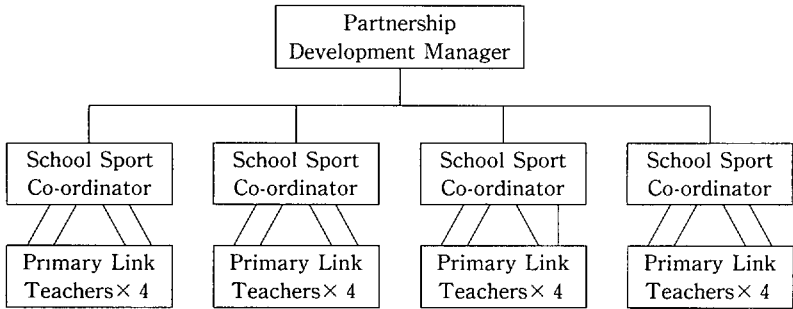 Partnership
Development Manager
School Sport
Co-ordinator
School Sport
Co-ordinator
School Sport
Co-ordinator
School Sport
Co-ordinator
Primary Link
Teachers× 4
Primary Link
Teachers× 4
Primary Link
Teachers× 4
Primary Link
Teachers× 4